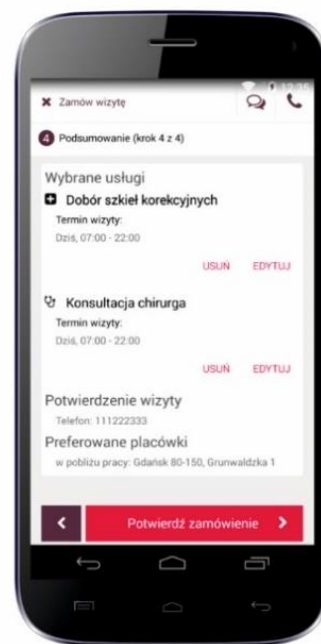 12:35
Zamów wizytę
4 Podsumowanie (krok 4 z 4)
Wybrane usługi
Dobór szkieł korekcyjnych
Termin wizyty:
Dziś, 07:00 - 22:00
USUŃ EDYTUJ
Konsultacja chirurga
Termin wizyty:
Dziś, 07:00 - 22:00
USUŃ EDYTUJ
Potwierdzenie wizyty
Telefon: 111222333
Preferowane placówki
w pobliżu pracy: Gdańsk 80-150, Grunwaldzka 1
Potwierdź zamówienie